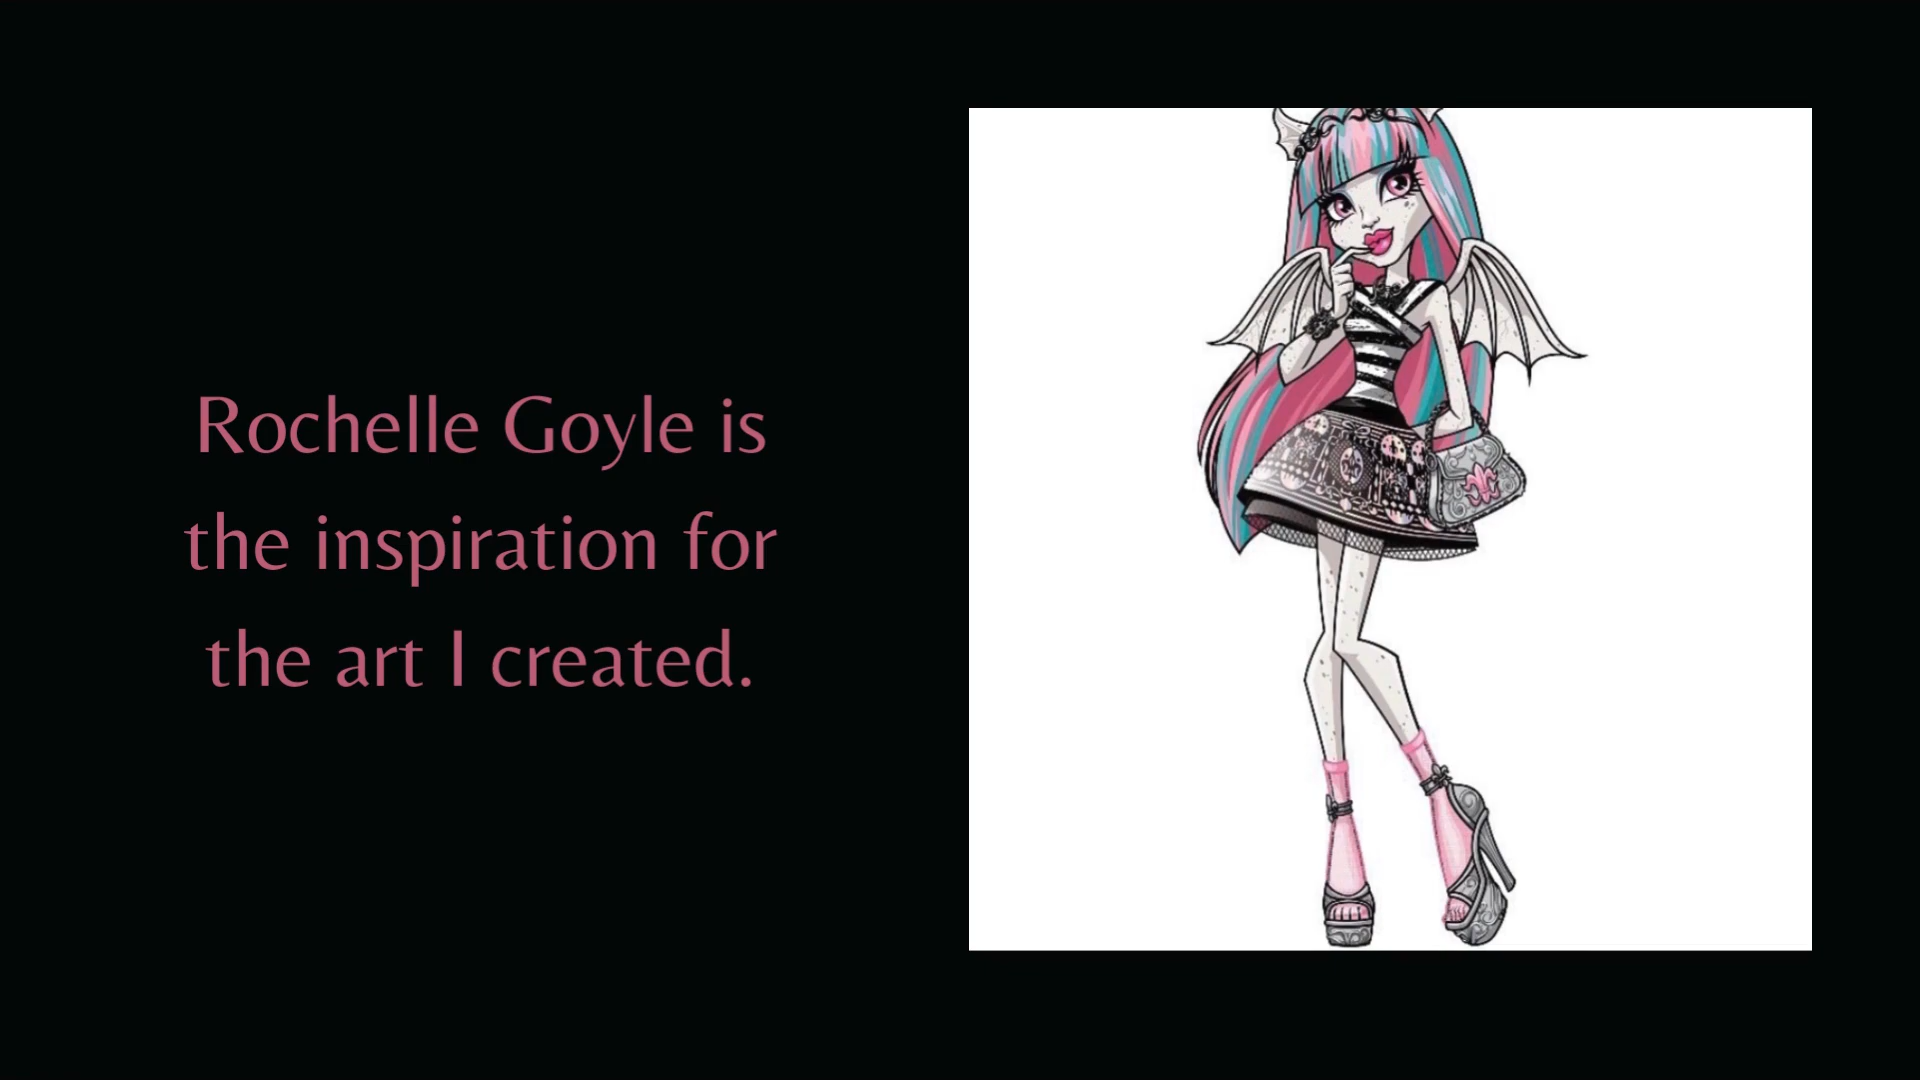 Rochelle Goyle is
the inspiration for
the art I created.